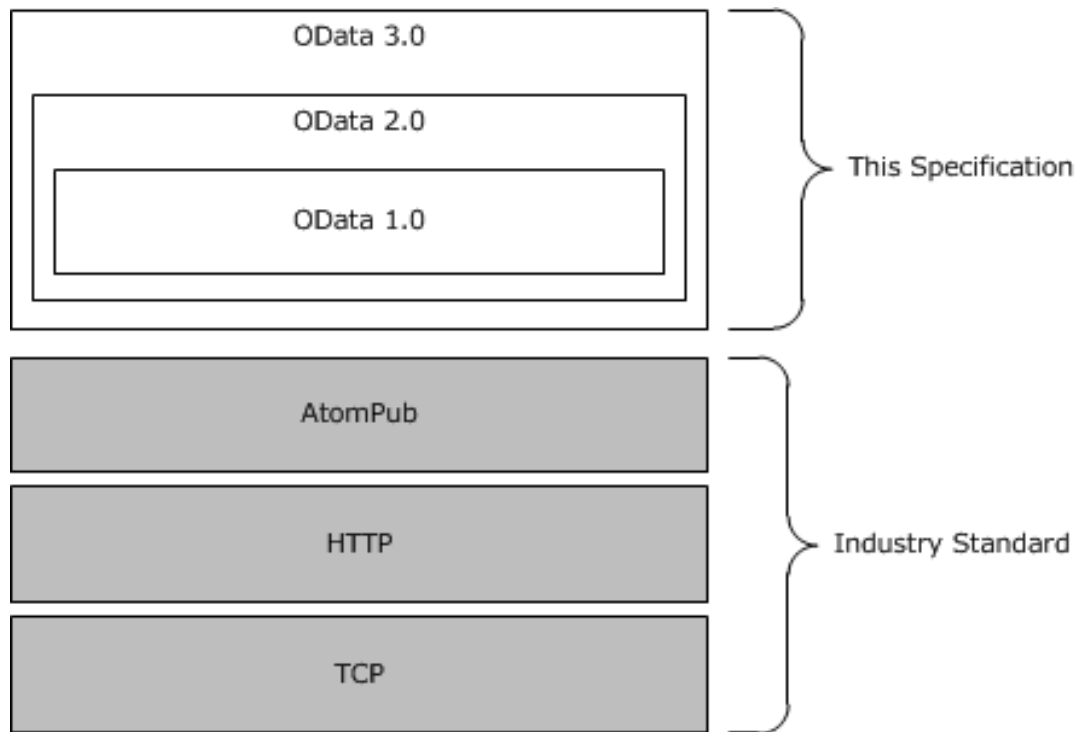 OData 3.0
OData 2.0
OData 1.0
This Specification
AtomPub
HTTP
Industry Standard
TCP